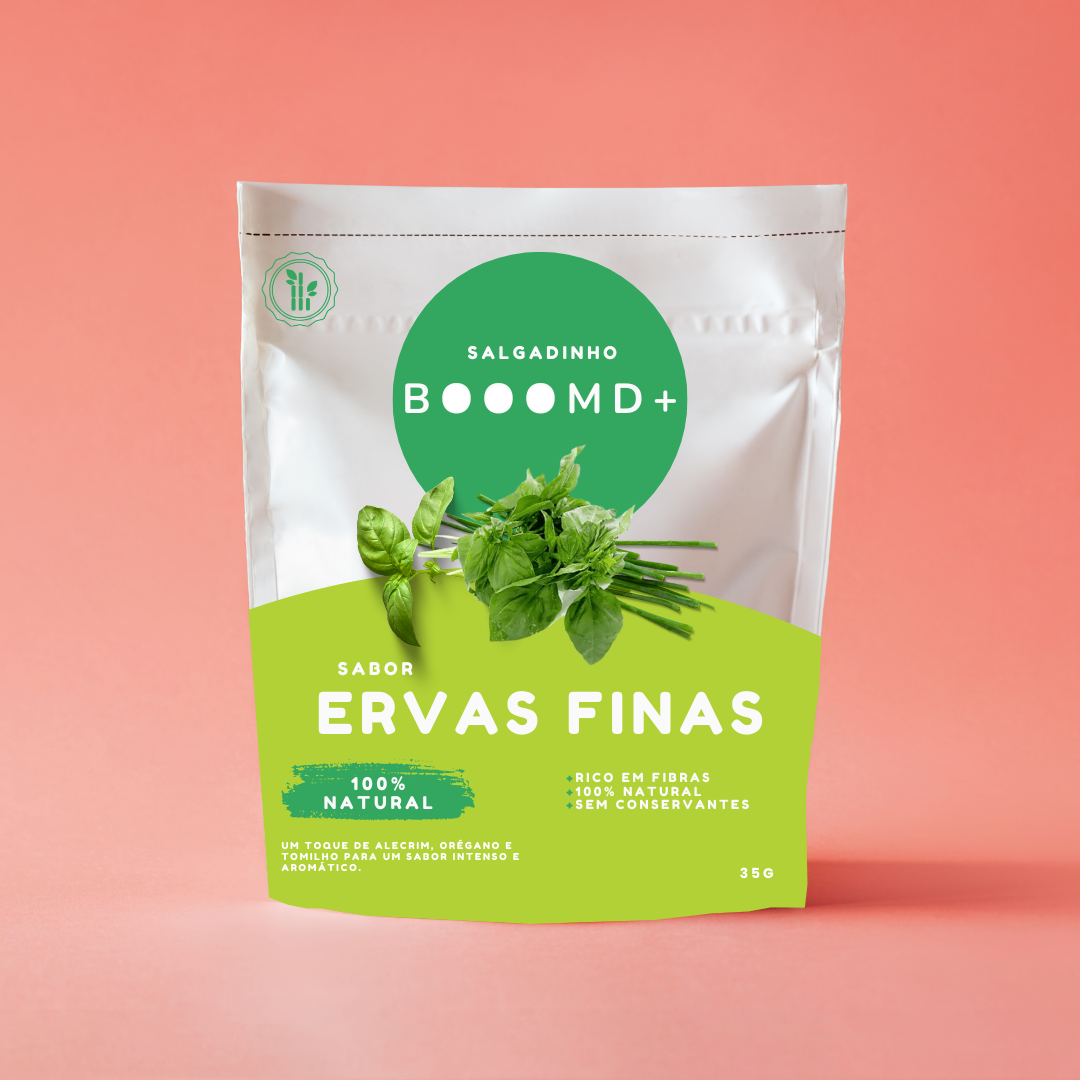 SALGADINHO
BOOOMD+
SABOR
ERVAS FINAS
100%
NATURAL
RICO EM FIBRAS
100% NATURAL
SEM CONSERVANTES
UM TOQUE DE ALECRIM, ORÉGANO E
TOMILHO PARA UM SABOR INTENSO E
AROMÁTICO.
35G